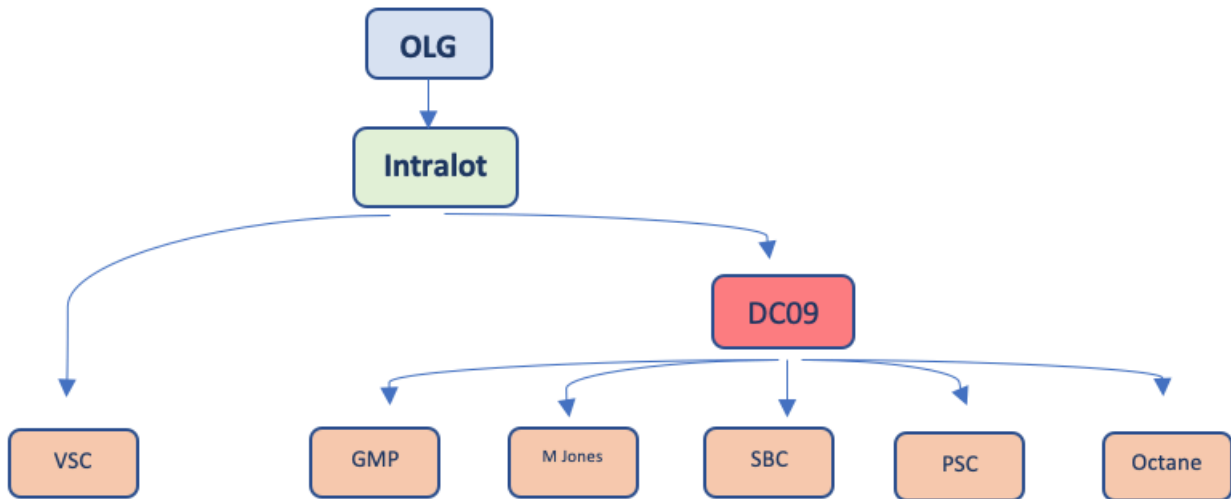 OLG
Intralot
DC09
VSC
GMP
M Jones
SBC
PSC
Octane